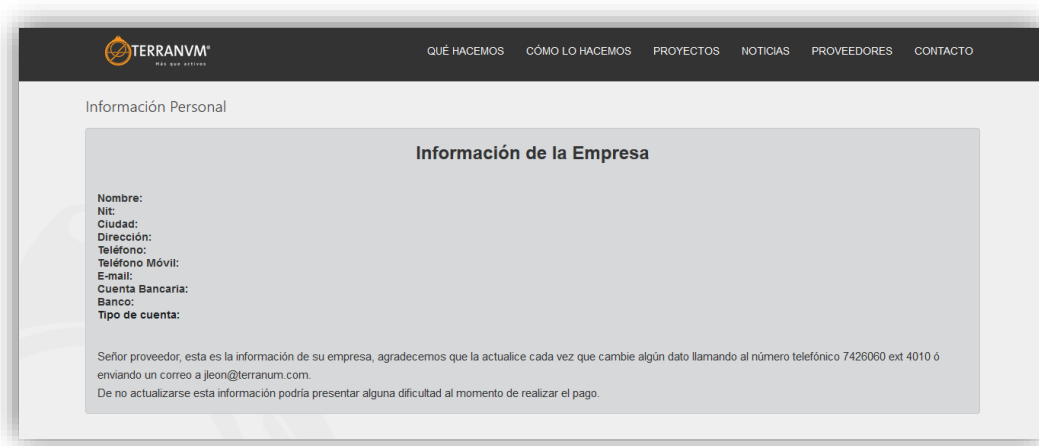 TERRANVM®
Más que activos
QUÉ HACEMOS CÓMO LO HACEMOS PROYECTOS NOTICIAS PROVEEDORES CONTACTO
Información Personal
Información de la Empresa
Nombre:
Nit:
Ciudad:
Dirección:
Teléfono:
Teléfono Móvil:
E-mail:
Cuenta Bancaria:
Banco:
Tipo de cuenta:
Señor proveedor, esta es la información de su empresa, agradecemos que la actualice cada vez que cambie algún dato llamando al número telefónico 7426060 ext 4010 ó
enviando un correo a jleon@terranum.com.
De no actualizarse esta información podría presentar alguna dificultad al momento de realizar el pago.